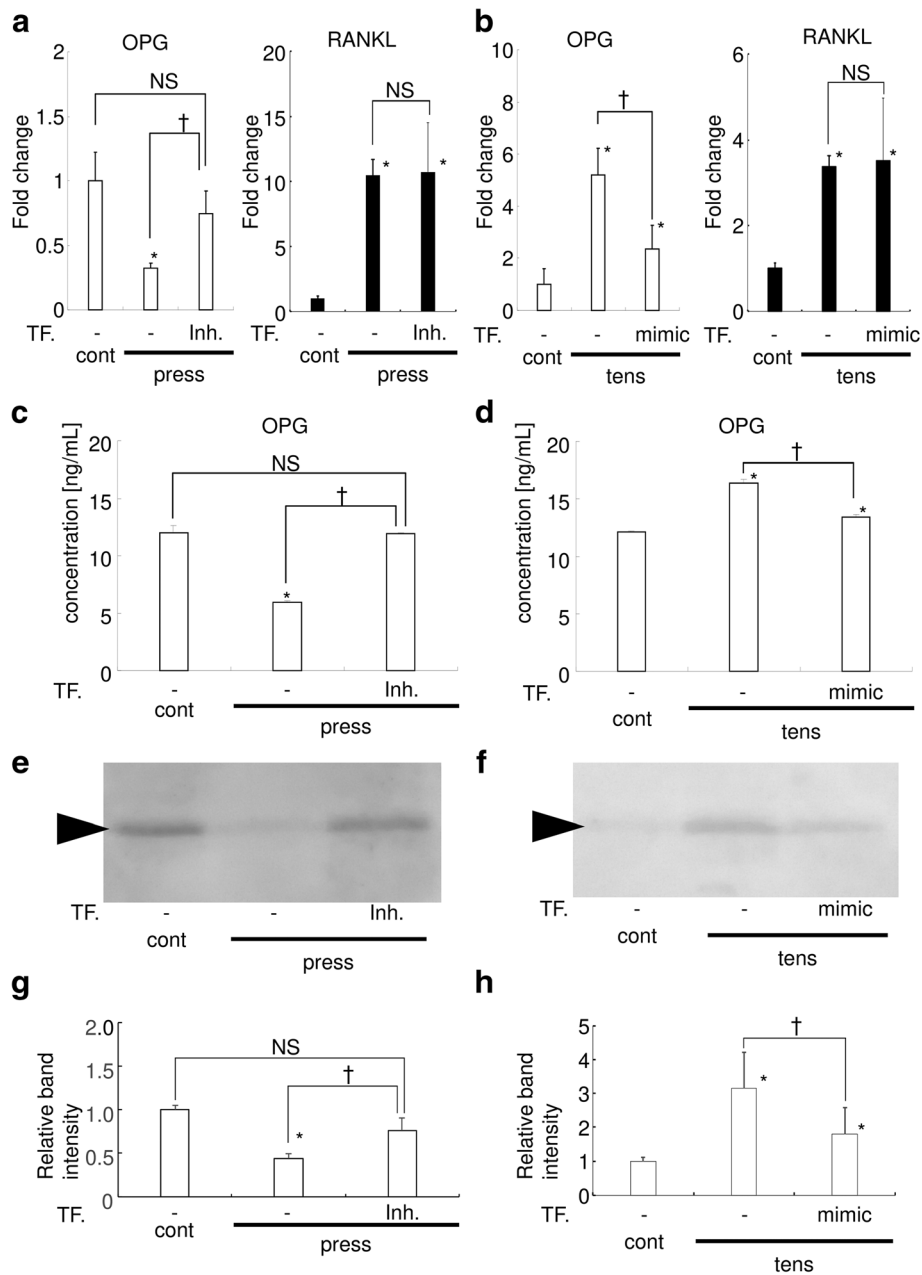 a
OPG
Fold change
2
1.5
1
0.5
0
NS
†
*
TF. - - Inh.
cont press
RANKL
Fold change
20
15
10
5
0
NS
* *
- - Inh.
cont press
b
OPG
Fold change
10
8
6
4
2
0
†
*
*
TF. - - mimic
cont tens
RANKL
Fold change
6
4
2
0
NS
* *
- - mimic
cont tens
c
OPG
concentration [ng/mL]
20
15
10
5
0
NS
†
*
TF. - - Inh.
cont press
d
OPG
concentration [ng/mL]
20
15
10
5
0
†
*
*
TF. - - mimic
cont tens
e
TF. - - Inh.
cont press
f
TF. - - mimic
cont tens
g
Relative band
intensity
2.0
1.5
1.0
0.5
0.0
NS
†
*
TF. - - Inh.
cont press
h
Relative band
intensity
5
4
3
2
1
0
†
*
*
TF. - - mimic
cont tens